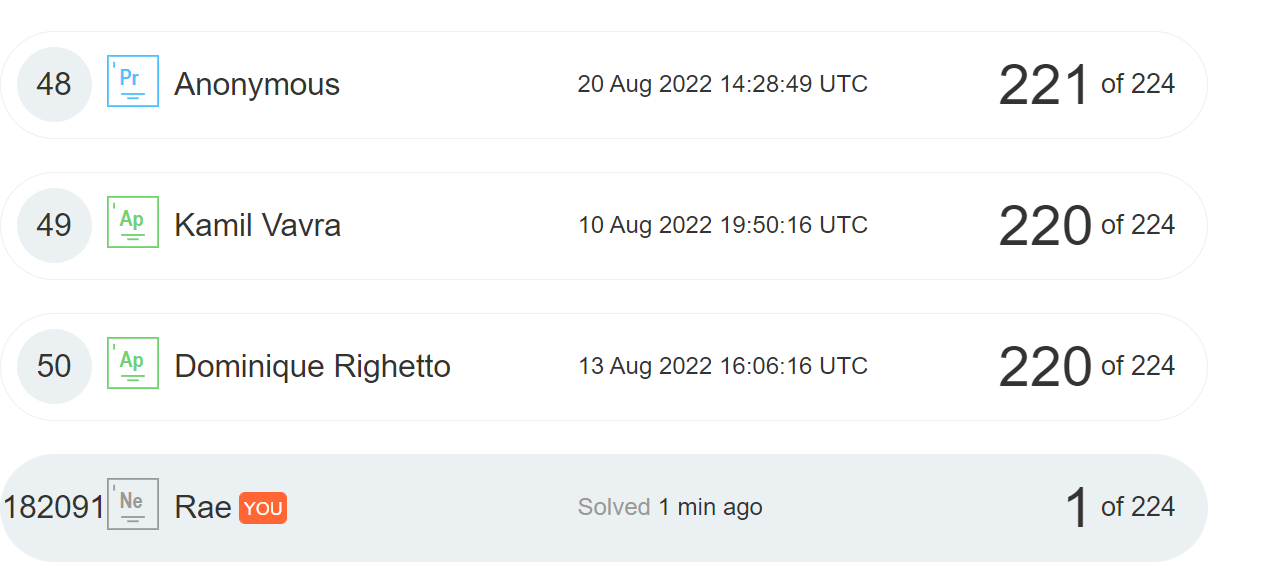 48 Pr Anonymous 20 Aug 2022 14:28:49 UTC 221 of 224
49 Ap Kamil Vavra 10 Aug 2022 19:50:16 UTC 220 of 224
50 Ap Dominique Righetto 13 Aug 2022 16:06:16 UTC 220 of 224
182091 Ne Rae YOU Solved 1 min ago 1 of 224